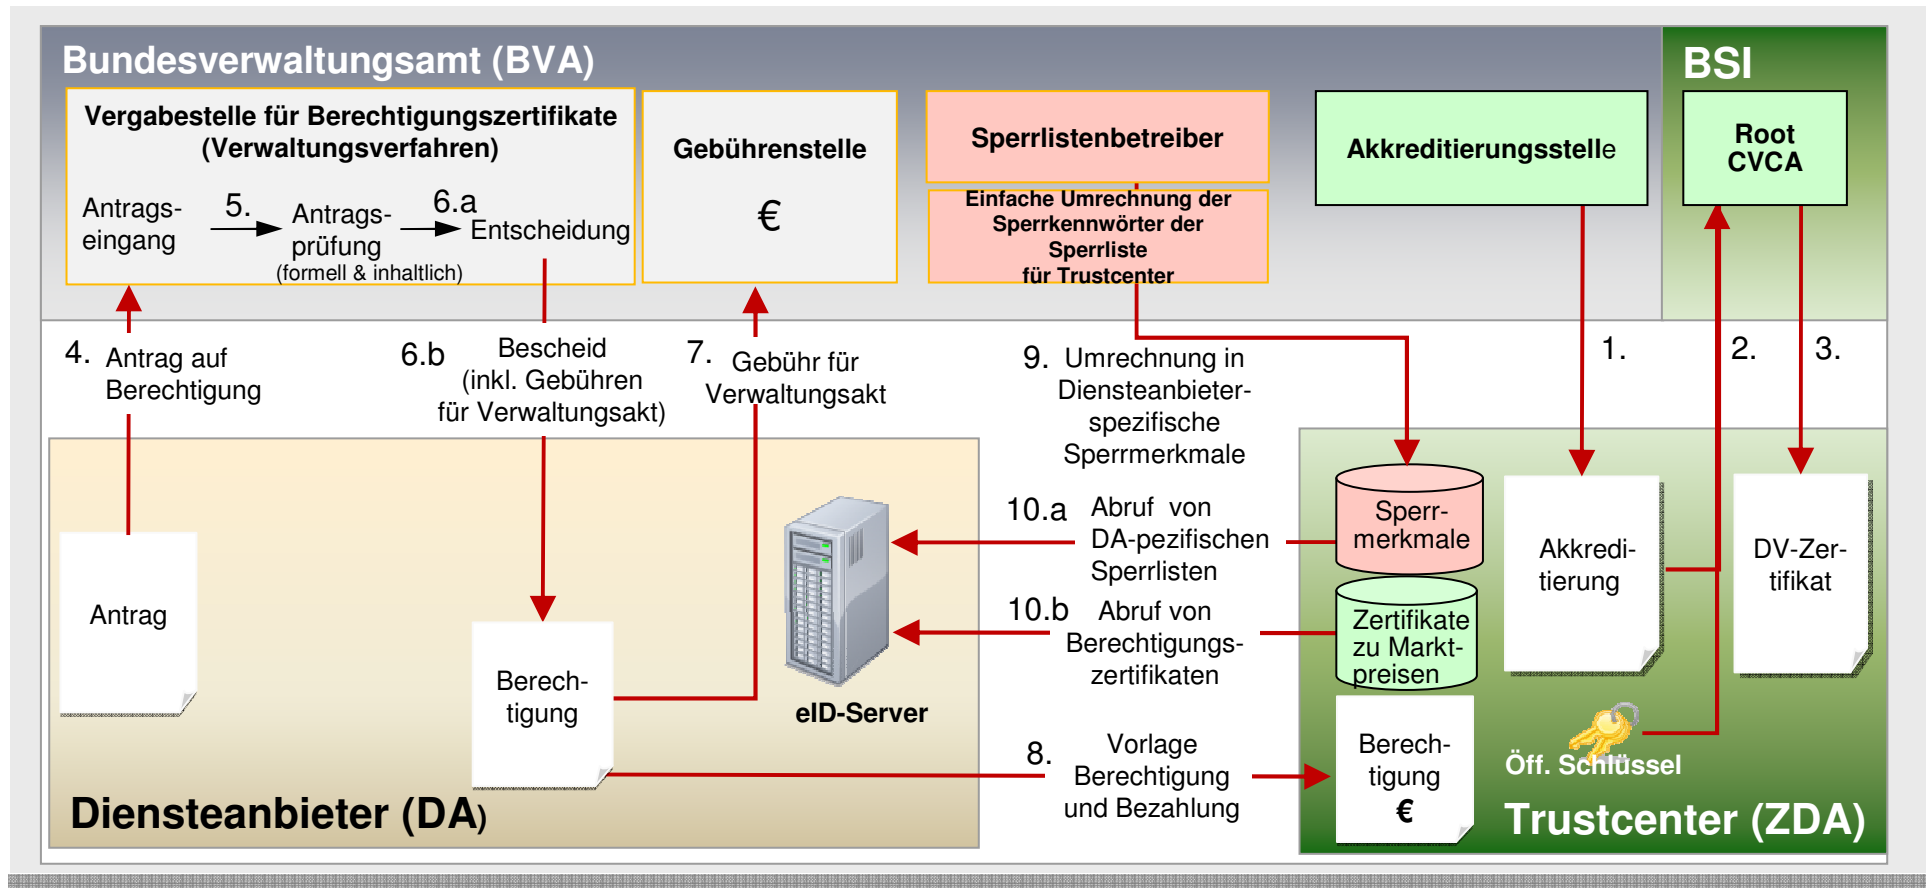 Bundesverwaltungsamt (BVA)
BSI
Vergabestelle für Berechtigungszertifikate
(Verwaltungsverfahren)
Antrags-
eingang
5.
Antrags-
prüfung
(formell & inhaltlich)
6.a
Entscheidung
Gebührenstelle
€
Sperrlistenbetreiber
Einfache Umrechnung der
Sperrkennwörter der
Sperrliste
für Trustcenter
Akkreditierungsstelle
Root
CVCA
4.
Antrag auf
Berechtigung
6.b
Bescheid
(inkl. Gebühren
für Verwaltungsakt)
7.
Gebühr für
Verwaltungsakt
9.
Umrechnung in
Diensteanbieter-
spezifische
Sperrmerkmale
1.
2.
3.
Antrag
Berech-
tigung
eID-Server
Diensteanbieter (DA)
10.a
Abruf von
DA-pezifischen
Sperrlisten
10.b
Abruf von
Berechtigungs-
zertifikaten
8.
Vorlage
Berechtigung
und Bezahlung
Sperr-
merkmale
Zertifikate
zu Markt-
preisen
Berech-
tigung
€
Akkredi-
tierung
DV-Zer-
tifikat
Öff. Schlüssel
Trustcenter (ZDA)